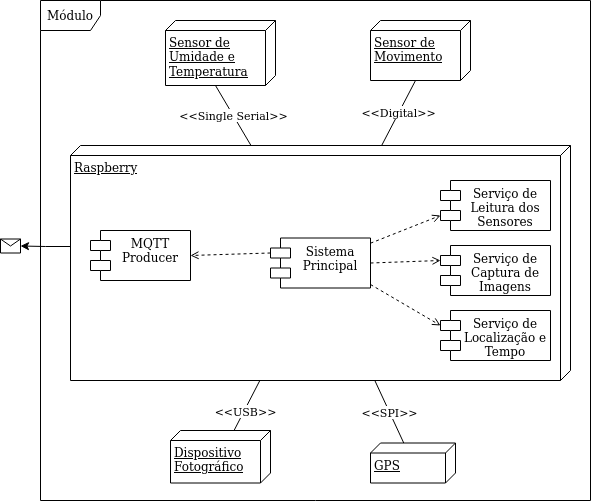 Módulo
Sensor de
Umidade e
Temperatura
Sensor de
Movimento
<<Single Serial>>
<<Digital>>
Raspberry
MQTT
Producer
Sistema
Principal
Serviço de
Leitura dos
Sensores
Serviço de
Captura de
Imagens
Serviço de
Localização e
Tempo
<<USB>>
<<SPI>>
Dispositivo
Fotográfico
GPS